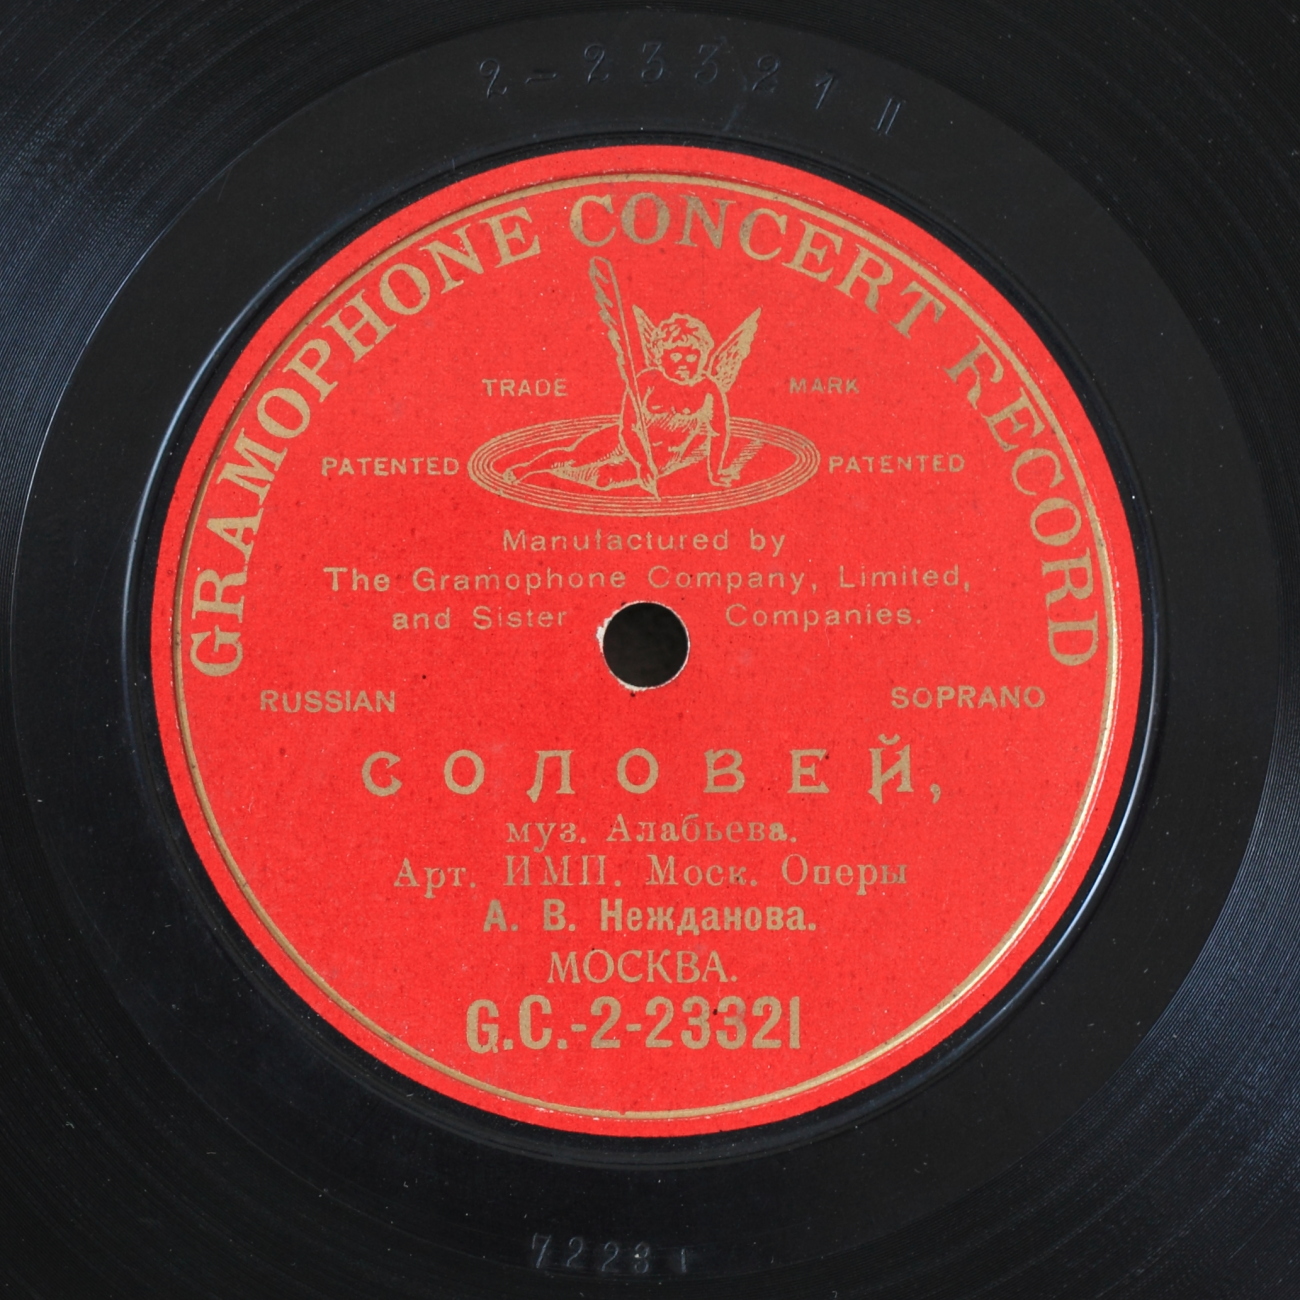 2-23321 II
GRAMOPHONE CONCERT RECORD
TRADE MARK
PATENTED PATENTED
Manufactured by
The Gramophone Company, Limited,
and Sister Companies.
RUSSIAN SOPRANO
СОЛОВЕЙ,
муз. Алабьева.
Арт. ИМП. Моск. Оперы
А. В. Нежданова.
МОСКВА.
G.C.-2-23321